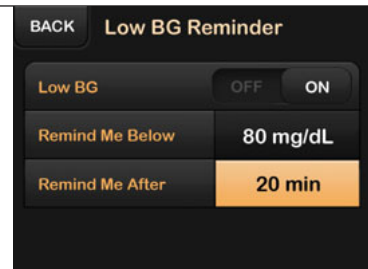 BACK Low BG Reminder
Low BG OFF ON
Remind Me Below 80 mg/dL
Remind Me After 20 min